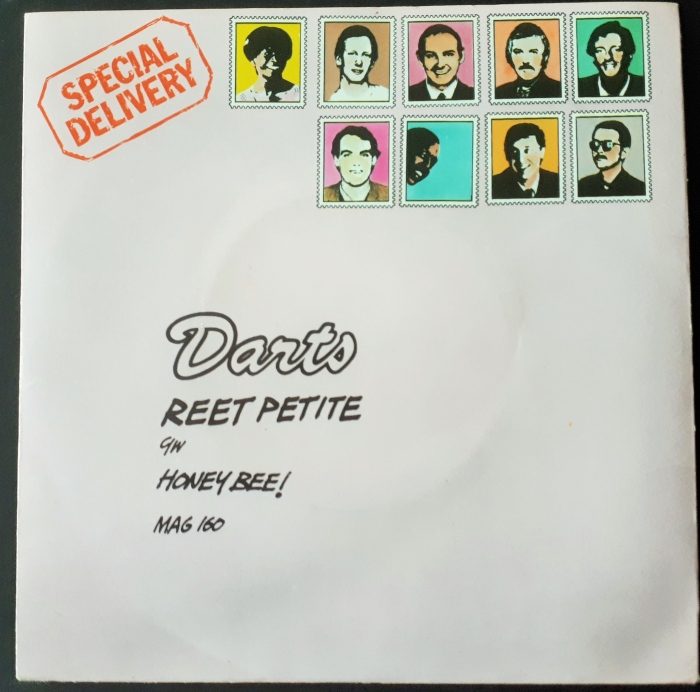 SPECIAL
DELIVERY
Darts
REET PETITE
C/W
HONEY BEE!
MAG 160